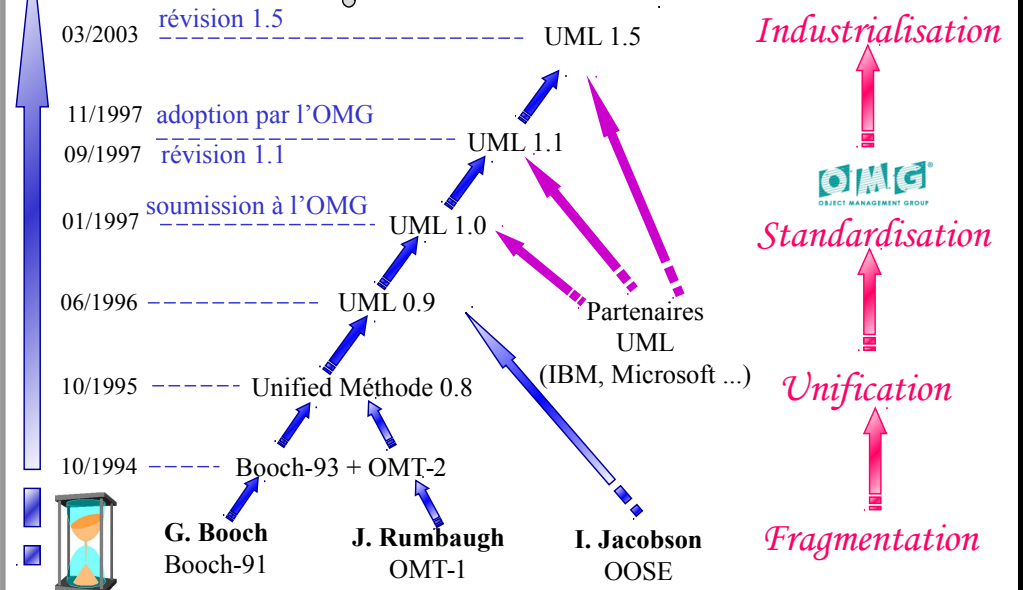 03/2003 révision 1.5 UML 1.5 Industrialisation
11/1997 adoption par l’OMG
UML 1.1
09/1997 révision 1.1
OMG®
OBJECT MANAGEMENT GROUP
01/1997 soumission à l’OMG UML 1.0 Standardisation
06/1996 UML 0.9
Partenaires
UML
(IBM, Microsoft ...)
10/1995 Unified Méthode 0.8 Unification
10/1994 Booch-93 + OMT-2
G. Booch
Booch-91
J. Rumbaugh
OMT-1
I. Jacobson
OOSE
Fragmentation